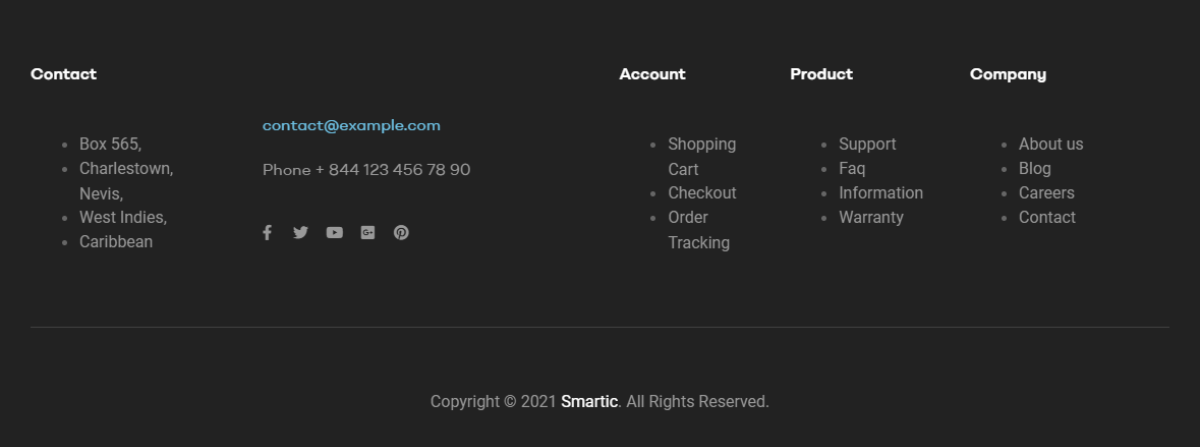 Contact
Box 565,
Charlestown,
Nevis,
West Indies,
Caribbean
contact@example.com
Phone + 844 123 456 78 90
Account
Shopping
Cart
Checkout
Order
Tracking
Product
Support
Faq
Information
Warranty
Company
About us
Blog
Careers
Contact
Copyright © 2021 Smartic. All Rights Reserved.